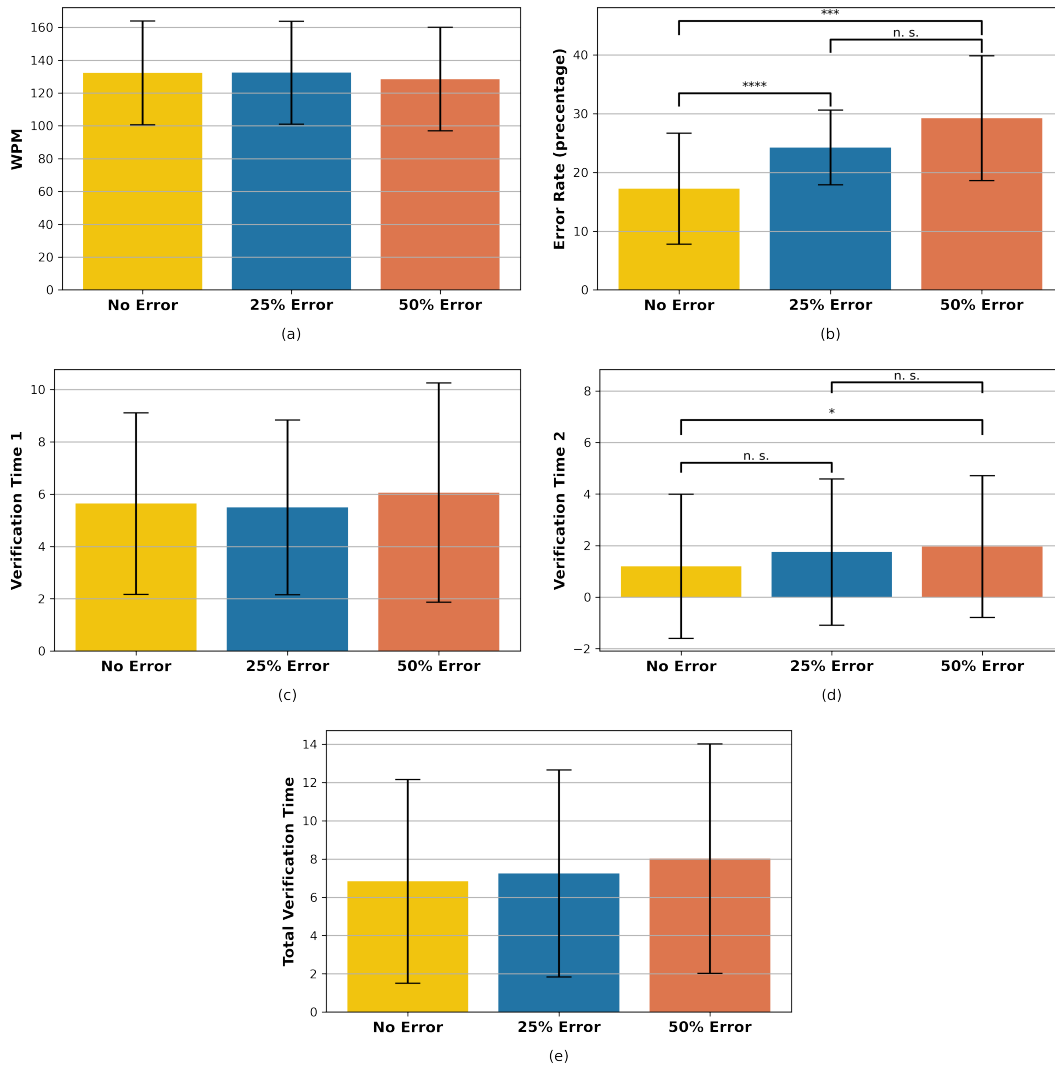 WPM
160
140
120
100
80
60
40
20
0
No Error 25% Error 50% Error
(a)
Error Rate (precentage)
40
30
20
10
0
***
n. s.
****
No Error 25% Error 50% Error
(b)
Verification Time 1
10
8
6
4
2
0
No Error 25% Error 50% Error
(c)
Verification Time 2
8
6
4
2
0
−2
n. s.
*
n. s.
No Error 25% Error 50% Error
(d)
Total Verification Time
14
12
10
8
6
4
2
0
No Error 25% Error 50% Error
(e)